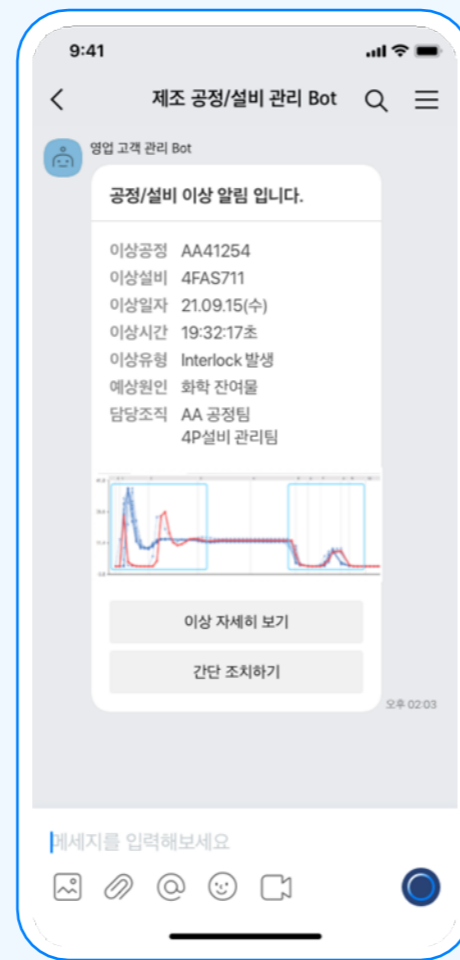 9:41
제조 공정/설비 관리 Bot
영업 고객 관리 Bot
공정/설비 이상 알림 입니다.
이상공정 AA41254
이상설비 4FAS711
이상일자 21.09.15(수)
이상시간 19:32:17초
이상유형 Interlock 발생
예상원인 화학 잔여물
담당조직 AA 공정팀
4P설비 관리팀
이상 자세히 보기
간단 조치하기
오후 02:03
메세지를 입력해보세요